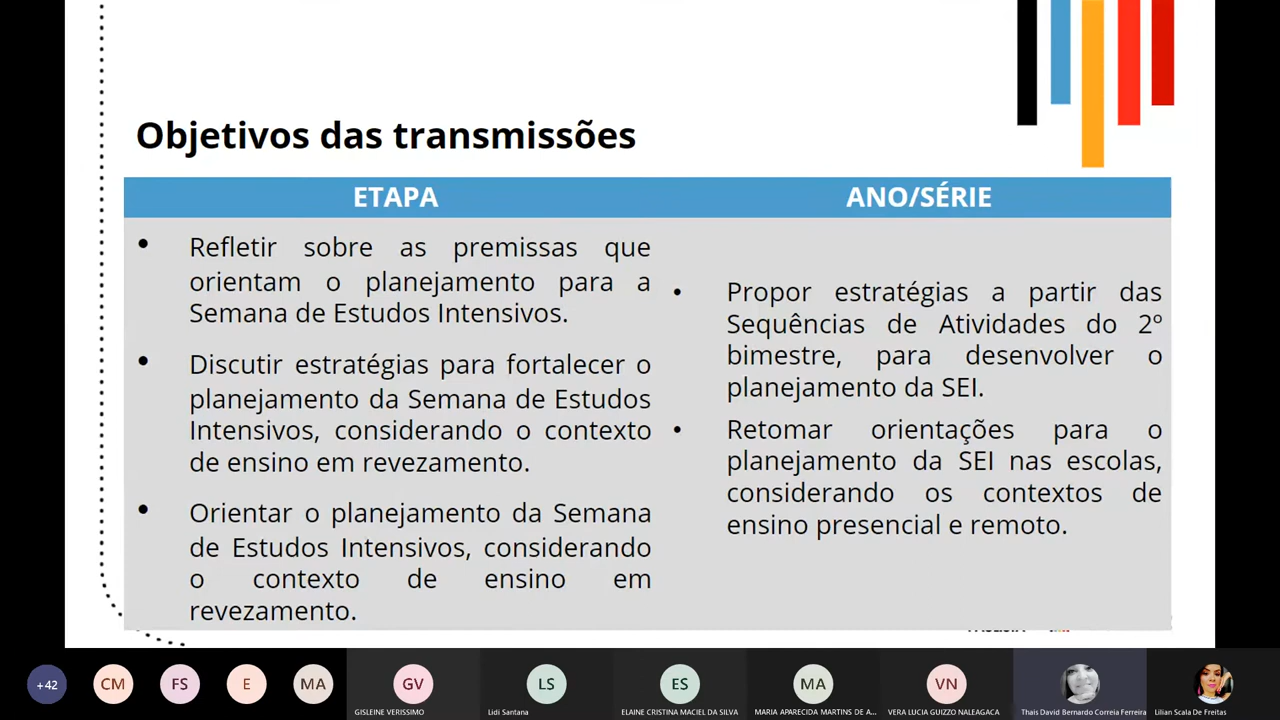 Objetivos das transmissões
ETAPA
ANO/SÉRIE
• Refletir sobre as premissas que
orientam o planejamento para a
Semana de Estudos Intensivos.
• Discutir estratégias para fortalecer o
planejamento da Semana de Estudos
Intensivos, considerando o contexto
de ensino em revezamento.
• Orientar o planejamento da Semana
de Estudos Intensivos, considerando
o contexto de ensino em
revezamento.
• Propor estratégias a partir das
Sequências de Atividades do 2º
bimestre, para desenvolver o
planejamento da SEI.
• Retomar orientações para o
planejamento da SEI nas escolas,
considerando os contextos de
ensino presencial e remoto.
+42
CM
FS
E
MA
GV
GISLEINE VERISSIMO
LS
Lidi Santana
ES
ELAINE CRISTINA MACIEL DA SILVA
MA
MARIA APARECIDA MARTINS DE A...
VN
VERA LUCIA GUIZZO NALEAGACA
Thais David Bernardo Correia Ferreira
Lilian Scala De Freitas